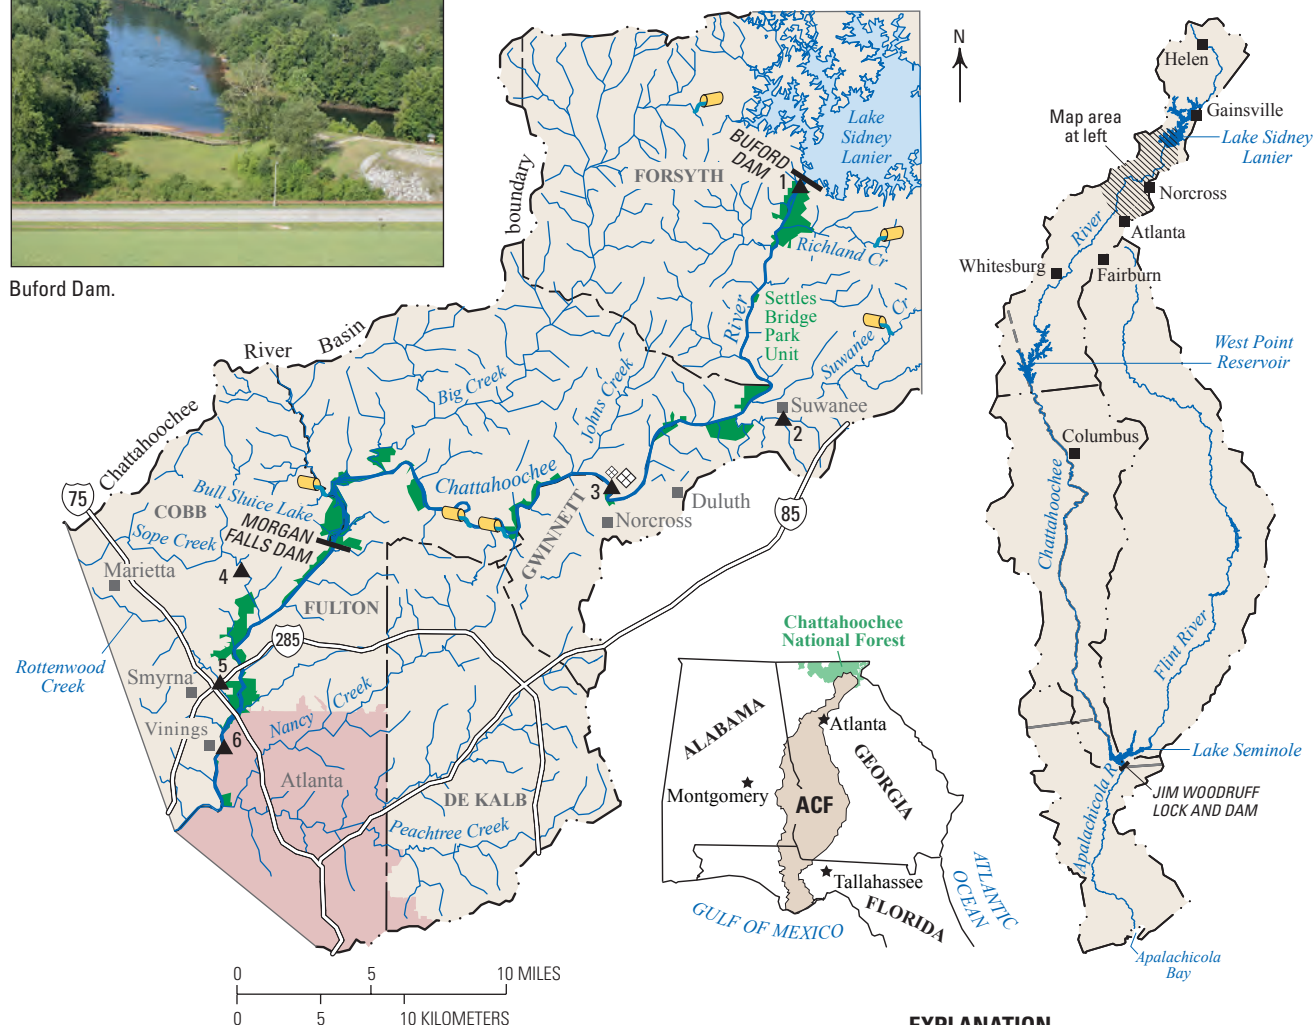 Buford Dam.
boundary
Basin
River
Chattahoochee
FORSYTH
BUFORD
DAM
1
Lake
Sidney
Lanier
Richland Cr
River
Settles
Bridge
Park
Unit
Suwanee Cr
Big Creek
Johns Creek
Suwanee
2
Chattahoochee
3
Duluth
Norcross
GWINNETT
85
75
Bull Sluice Lake
COBB
MORGAN
FALLS DAM
Sope Creek
Marietta
4
FULTON
285
Rottenwood
Creek
5
Smyrna
Nancy Creek
Vinings
6
Atlanta
DE KALB
Peachtree Creek
0 5 10 MILES
0 5 10 KILOMETERS
Chattahoochee
National Forest
ALABAMA
Atlanta
GEORGIA
Montgomery
ACF
Tallahassee
FLORIDA
GULF OF MEXICO
ATLANTIC
OCEAN
N
Helen
Map area
at left
Gainsville
Lake Sidney
Lanier
Norcross
River
Atlanta
Whitesburg
Fairburn
West Point
Reservoir
Columbus
Chattahoochee
Flint River
Lake Seminole
JIM WOODRUFF
LOCK AND DAM
Apalachicola R
Apalachicola
Bay
EXPLANATION